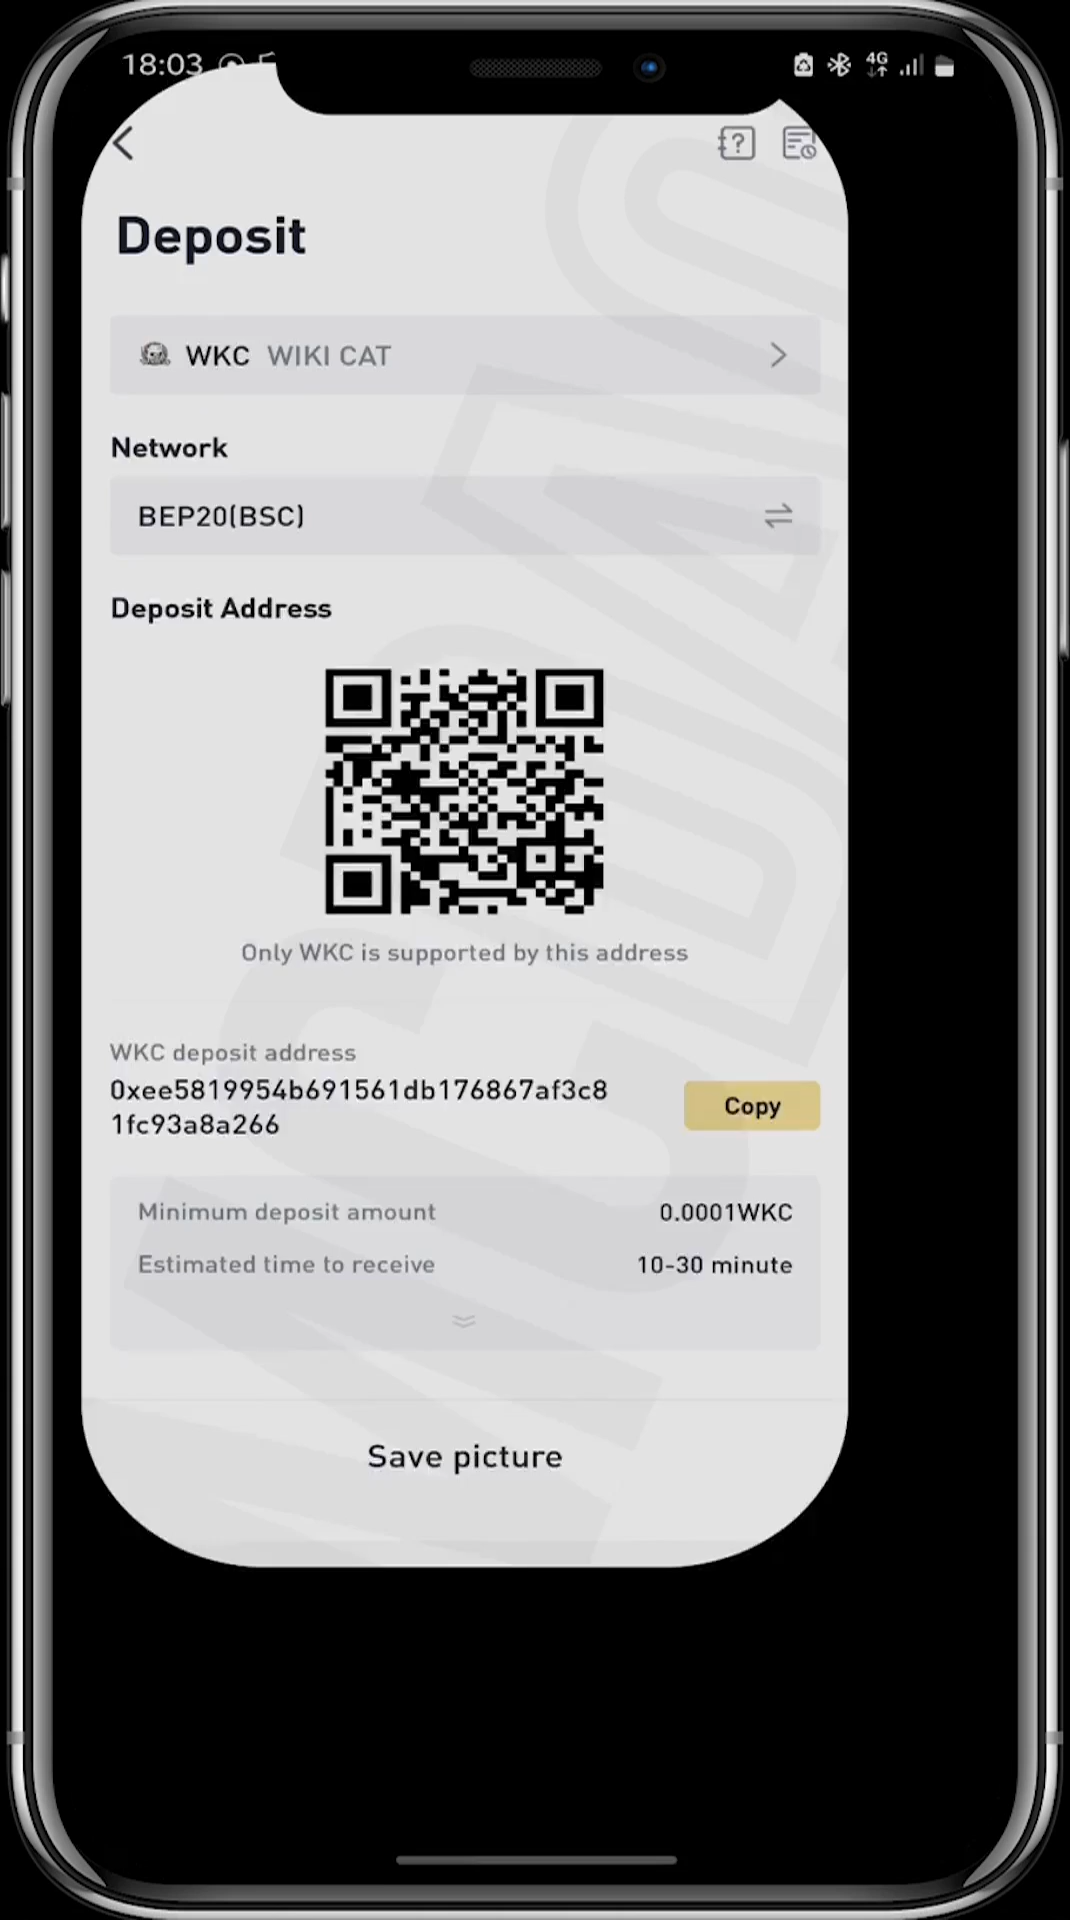 18:03
4G
?
Deposit
WKC WIKI CAT
Network
BEP20(BSC)
Deposit Address
Only WKC is supported by this address
WKC deposit address
0xee5819954b691561db176867af3c8
1fc93a8a266
Copy
Minimum deposit amount 0.0001WKC
Estimated time to receive 10-30 minute
Save picture